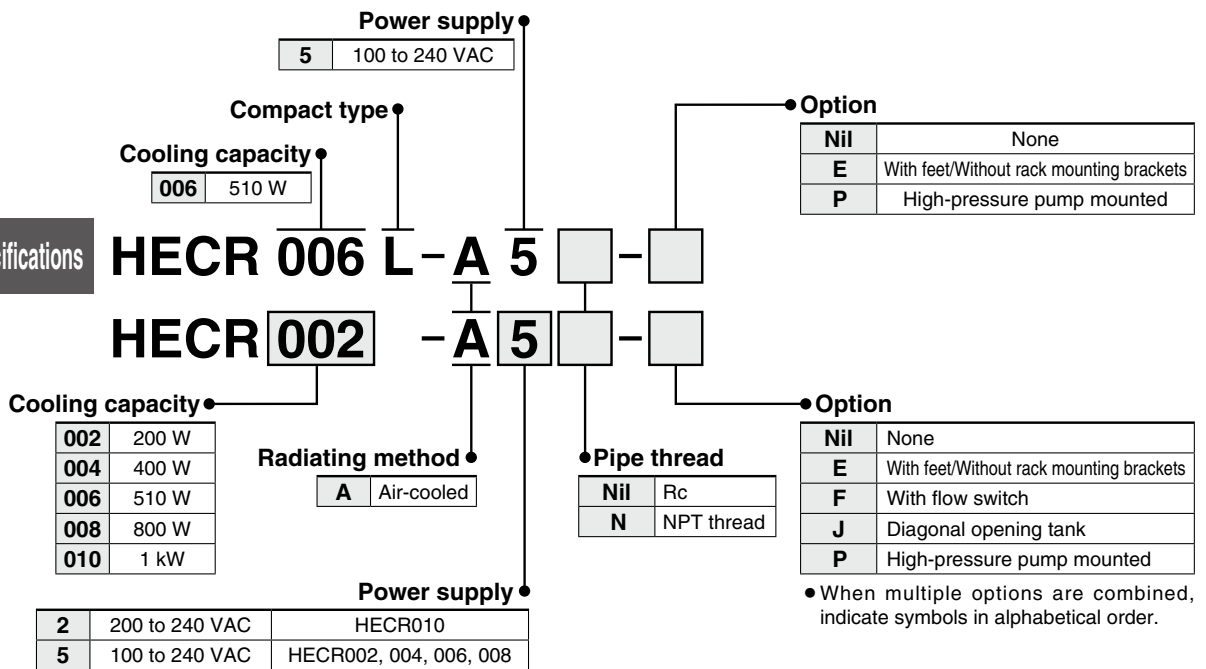 Power supply
5 100 to 240 VAC
Compact type
Cooling capacity
006 510 W
Option
Nil None
E With feet/Without rack mounting brackets
P High-pressure pump mounted
HECR 006 L - A 5 -
HECR 002 - A 5 -
Cooling capacity
002 200 W
004 400 W
006 510 W
008 800 W
010 1 kW
Radiating method
A Air-cooled
Pipe thread
Nil Rc
N NPT thread
Option
Nil None
E With feet/Without rack mounting brackets
F With flow switch
J Diagonal opening tank
P High-pressure pump mounted
● When multiple options are combined,
indicate symbols in alphabetical order.
Power supply
2 200 to 240 VAC HECR010
5 100 to 240 VAC HECR002, 004, 006, 008